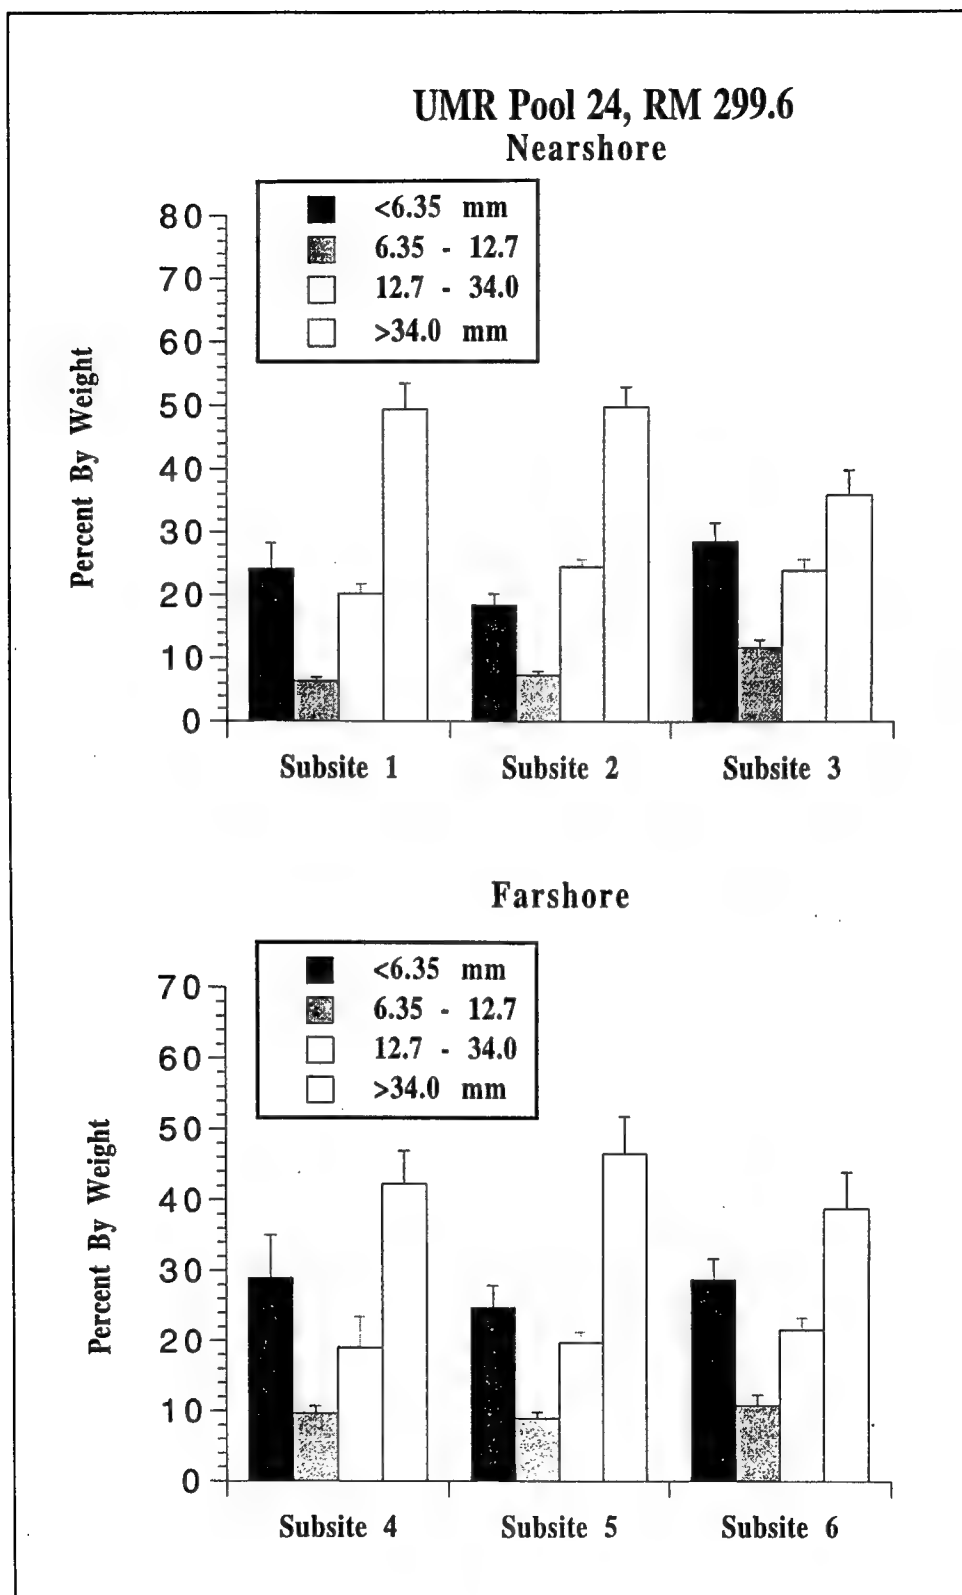 UMR Pool 24, RM 299.6
Nearshore
<6.35 mm
6.35 - 12.7
12.7 - 34.0
>34.0 mm
80
70
60
50
40
30
20
10
0
Percent By Weight
Subsite 1 Subsite 2 Subsite 3
Farshore
<6.35 mm
6.35 - 12.7
12.7 - 34.0
>34.0 mm
70
60
50
40
30
20
10
0
Percent By Weight
Subsite 4 Subsite 5 Subsite 6